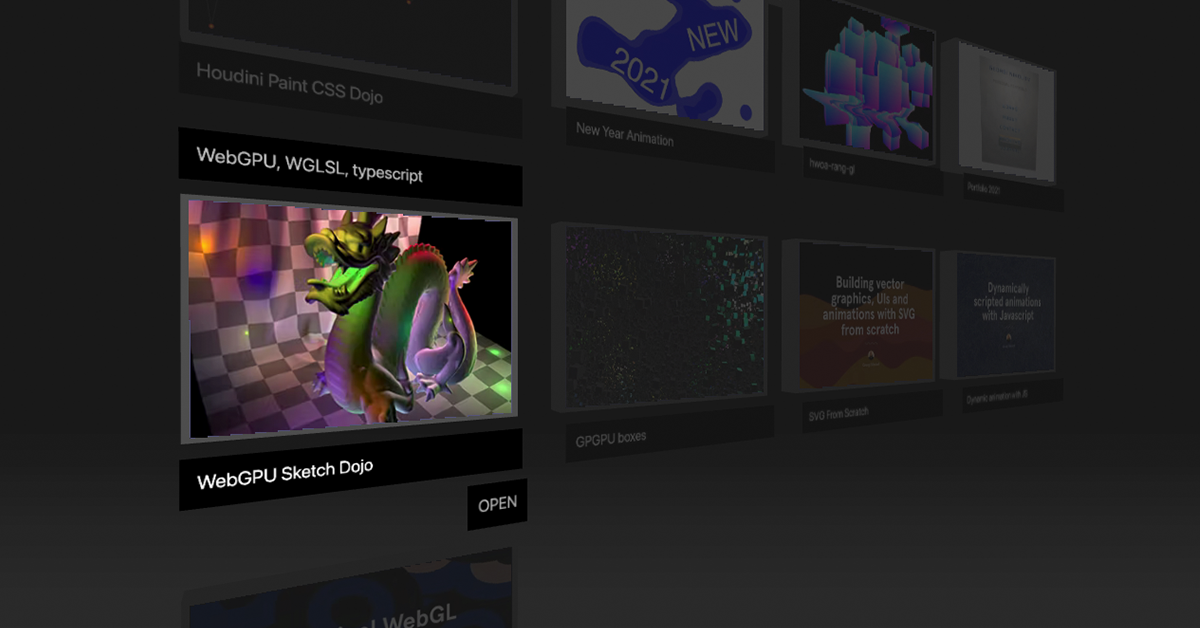 Houdini Paint CSS Dojo
WebGPU, WGLSL, typescript
WebGPU Sketch Dojo
OPEN
WebGL
NEW
2021
New Year Animation
GPGPU boxes
hwoa-rang-gl
Building vector
graphics, UIs and
animations with SVG
from scratch
SVG From Scratch
Portfolio 2021
Dynamically
scripted animations
with Javascript
Dynamic animation with JS